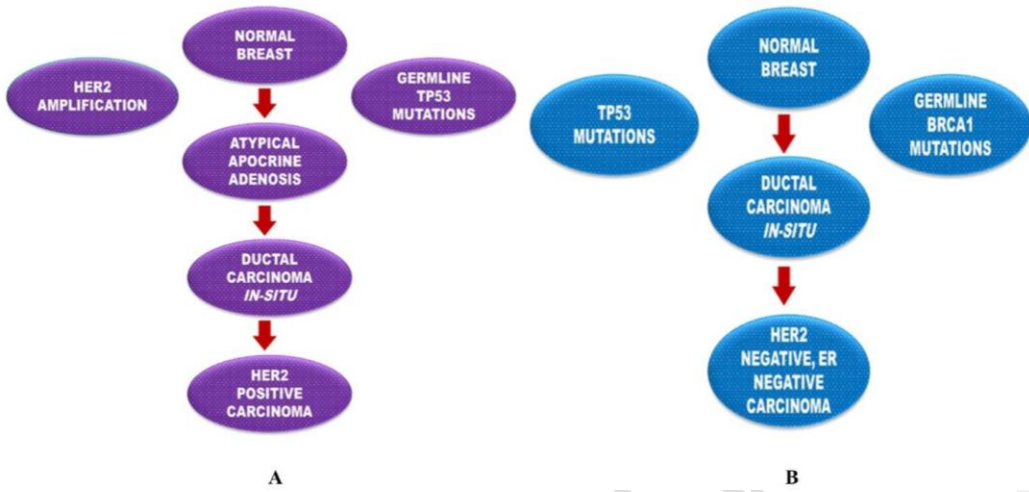 NORMAL
BREAST
HER2
AMPLIFICATION
GERMLINE
TP53
MUTATIONS
ATYPICAL
APOCRINE
ADENOSIS
DUCTAL
CARCINOMA
IN-SITU
HER2
POSITIVE
CARCINOMA
A
NORMAL
BREAST
TP53
MUTATIONS
GERMLINE
BRCA1
MUTATIONS
DUCTAL
CARCINOMA
IN-SITU
HER2
NEGATIVE, ER
NEGATIVE
CARCINOMA
B